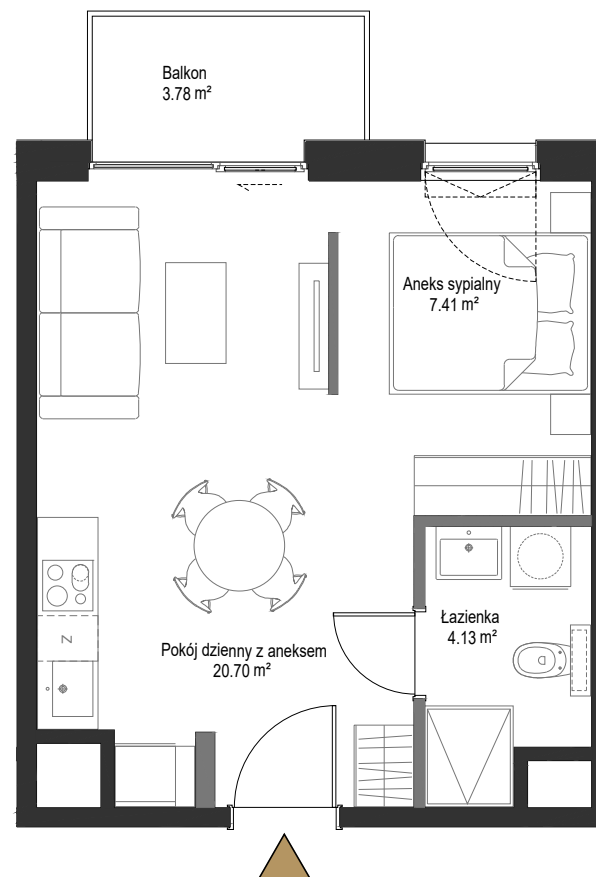 Balkon
3.78 m²
Aneks sypialny
7.41 m²
Łazienka
4.13 m²
Z
Pokój dzienny z aneksem
20.70 m²